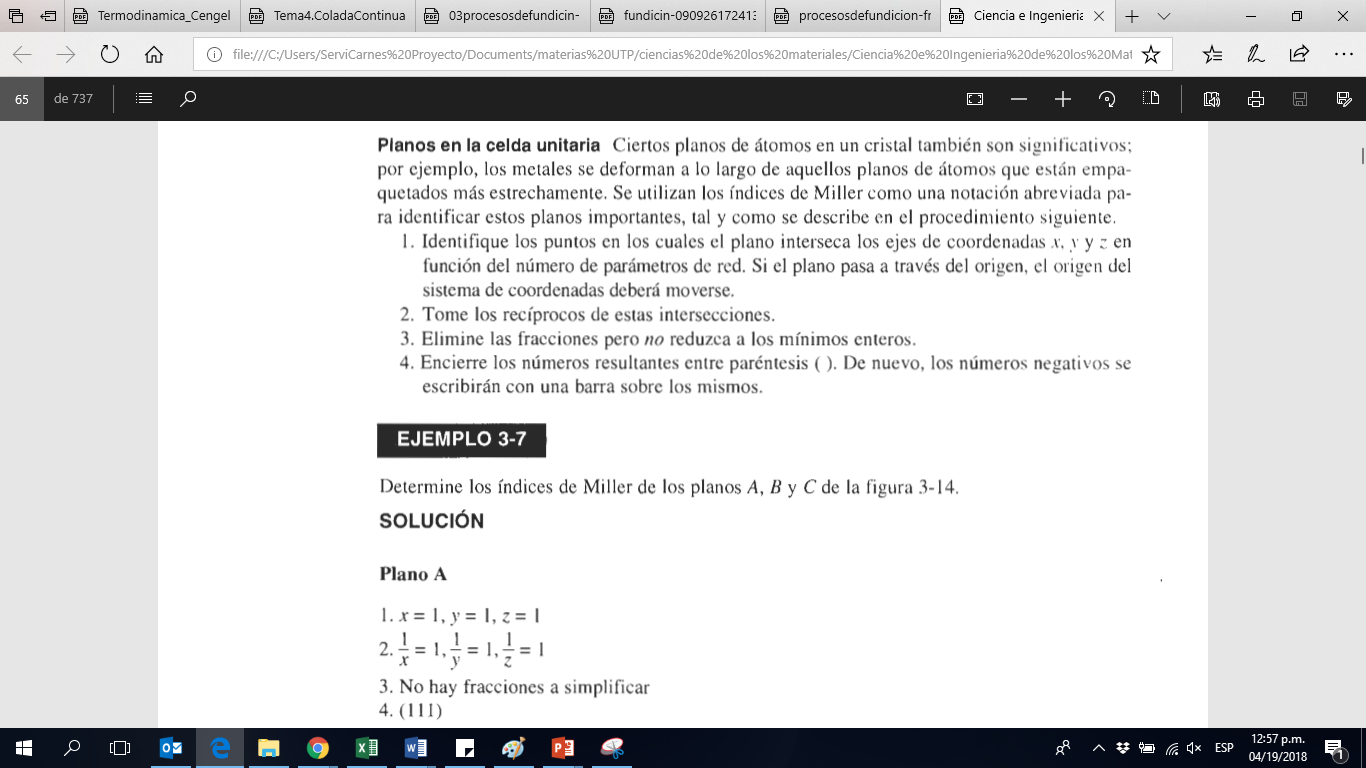 Termodinamica_Cengel
Tema4.ColadaContinua
03procesosdefundicin-
fundicin-090926172413
procesosdefundicion-fr
Ciencia e Ingenieria
file:///C:/Users/ServiCarnes%20Proyecto/Documents/materias%20UTP/ciencias%20de%20los%20materiales/Ciencia%20e%20Ingenieria%20de%20los%20Mat
65 de 737
Planos en la celda unitaria Ciertos planos de átomos en un cristal también son significativos;
por ejemplo, los metales se deforman a lo largo de aquellos planos de átomos que están empa-
quetados más estrechamente. Se utilizan los índices de Miller como una notación abreviada pa-
ra identificar estos planos importantes, tal y como se describe en el procedimiento siguiente.
1. Identifique los puntos en los cuales el plano interseca los ejes de coordenadas x, y y z en
función del número de parámetros de red. Si el plano pasa a través del origen, el origen del
sistema de coordenadas deberá moverse.
2. Tome los recíprocos de estas intersecciones.
3. Elimine las fracciones pero no reduzca a los mínimos enteros.
4. Encierre los números resultantes entre paréntesis ( ). De nuevo, los números negativos se
escribirán con una barra sobre los mismos.
EJEMPLO 3-7
Determine los índices de Miller de los planos A, B y C de la figura 3-14.
SOLUCIÓN
Plano A
1. x = 1, y = 1, z = 1
2. 1/x = 1, 1/y = 1, 1/z = 1
3. No hay fracciones a simplificar
4. (111)
ESP
12:57 p.m.
04/19/2018
1